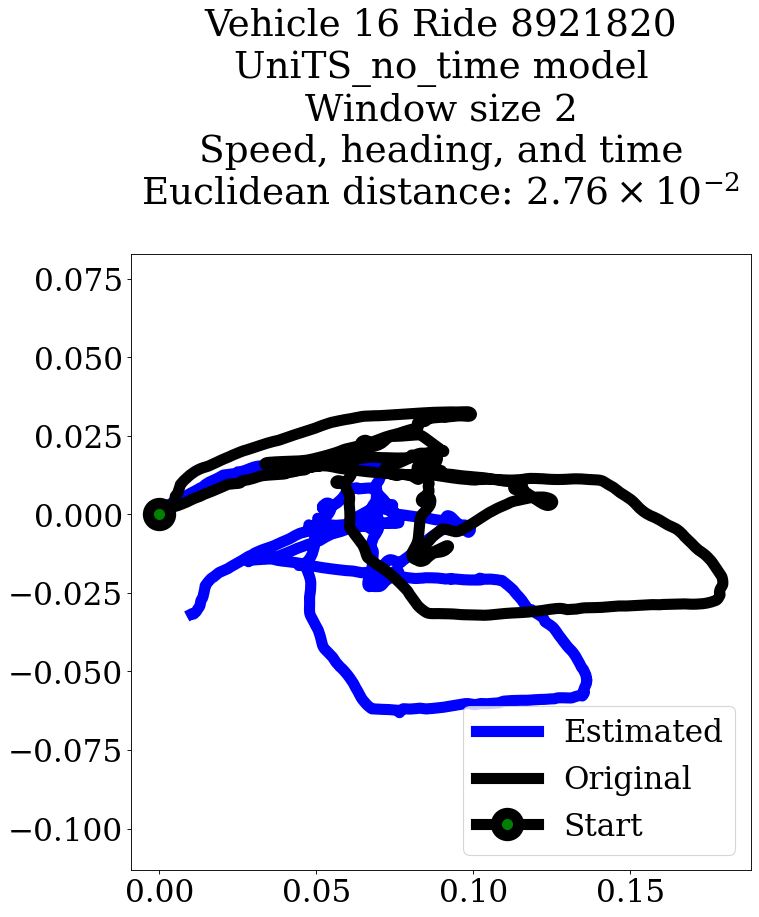 Vehicle 16 Ride 8921820
UniTS_no_time model
Window size 2
Speed, heading, and time
Euclidean distance: 2.76 × 10⁻²
0.075
0.050
0.025
0.000
−0.025
−0.050
−0.075
−0.100
Estimated
Original
Start
0.00 0.05 0.10 0.15